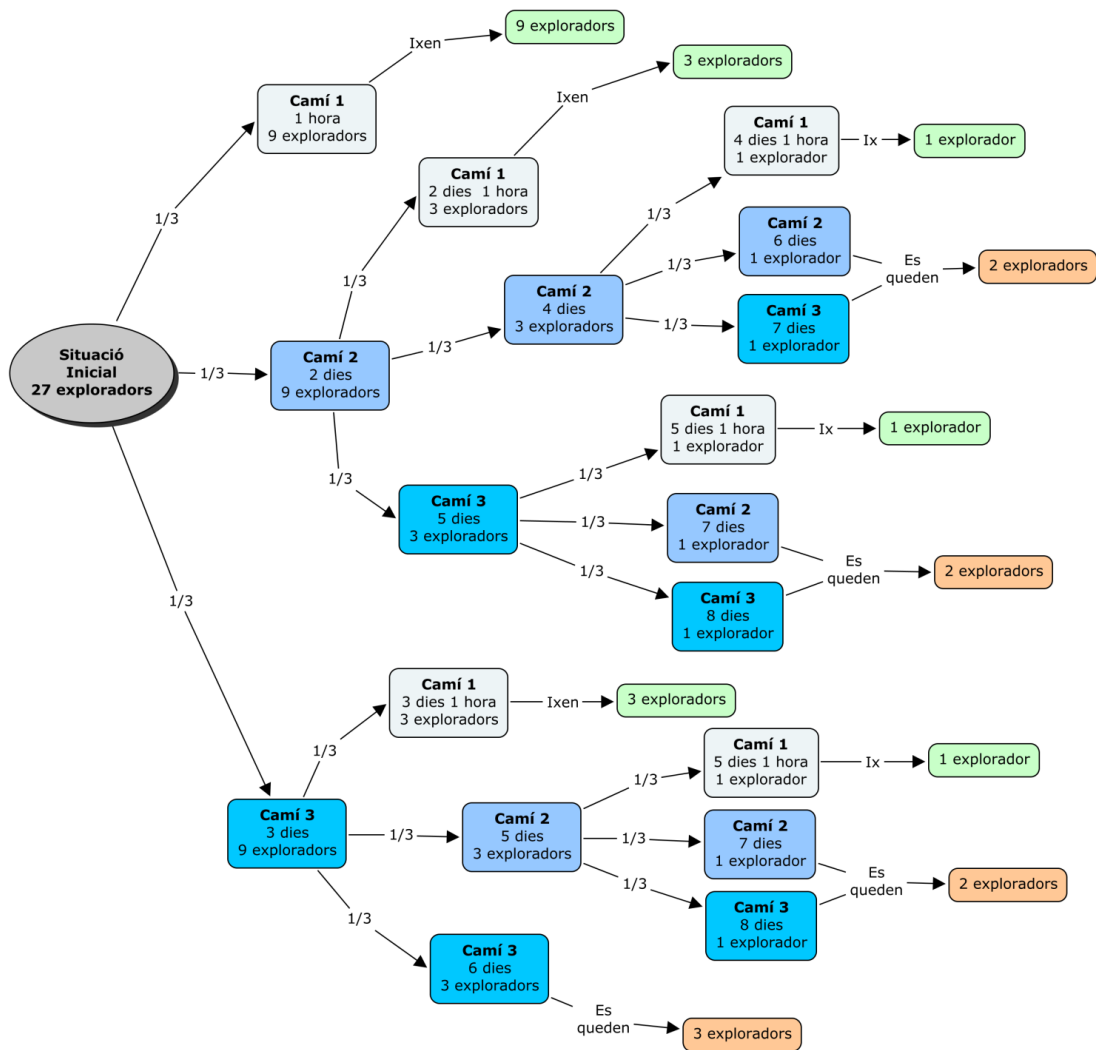 Ixen
9 exploradors
Camí 1
1 hora
9 exploradors
1/3
Ixen
3 exploradors
Camí 1
2 dies 1 hora
3 exploradors
1/3
Camí 1
4 dies 1 hora
1 explorador
Ix
1 explorador
1/3
Camí 2
6 dies
1 explorador
1/3
Camí 2
4 dies
3 exploradors
1/3
Camí 3
7 dies
1 explorador
Es
queden
2 exploradors
Situació
Inicial
27 exploradors
1/3
Camí 2
2 dies
9 exploradors
1/3
1/3
Camí 3
5 dies
3 exploradors
1/3
Camí 1
5 dies 1 hora
1 explorador
Ix
1 explorador
1/3
Camí 2
7 dies
1 explorador
1/3
Camí 3
8 dies
1 explorador
Es
queden
2 exploradors
1/3
Camí 3
3 dies
9 exploradors
1/3
Camí 1
3 dies 1 hora
3 exploradors
Ixen
3 exploradors
1/3
Camí 2
5 dies
3 exploradors
1/3
Camí 1
5 dies 1 hora
1 explorador
Ix
1 explorador
1/3
Camí 2
7 dies
1 explorador
1/3
Camí 3
8 dies
1 explorador
Es
queden
2 exploradors
1/3
Camí 3
6 dies
3 exploradors
Es
queden
3 exploradors